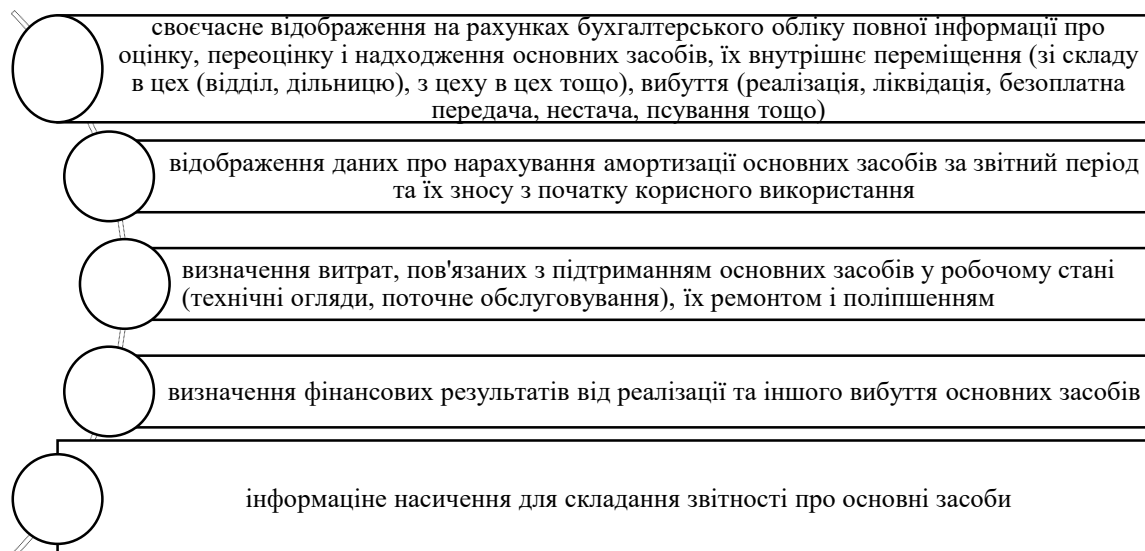 своєчасне відображення на рахунках бухгалтерського обліку повної інформації про
оцінку, переоцінку і надходження основних засобів, їх внутрішнє переміщення (зі складу
в цех (відділ, дільницю), з цеху в цех тощо), вибуття (реалізація, ліквідація, безоплатна
передача, нестача, псування тощо)
відображення даних про нарахування амортизації основних засобів за звітний період
та їх зносу з початку корисного використання
визначення витрат, пов'язаних з підтриманням основних засобів у робочому стані
(технічні огляди, поточне обслуговування), їх ремонтом і поліпшенням
визначення фінансових результатів від реалізації та іншого вибуття основних засобів
інформаціне насичення для складання звітності про основні засоби